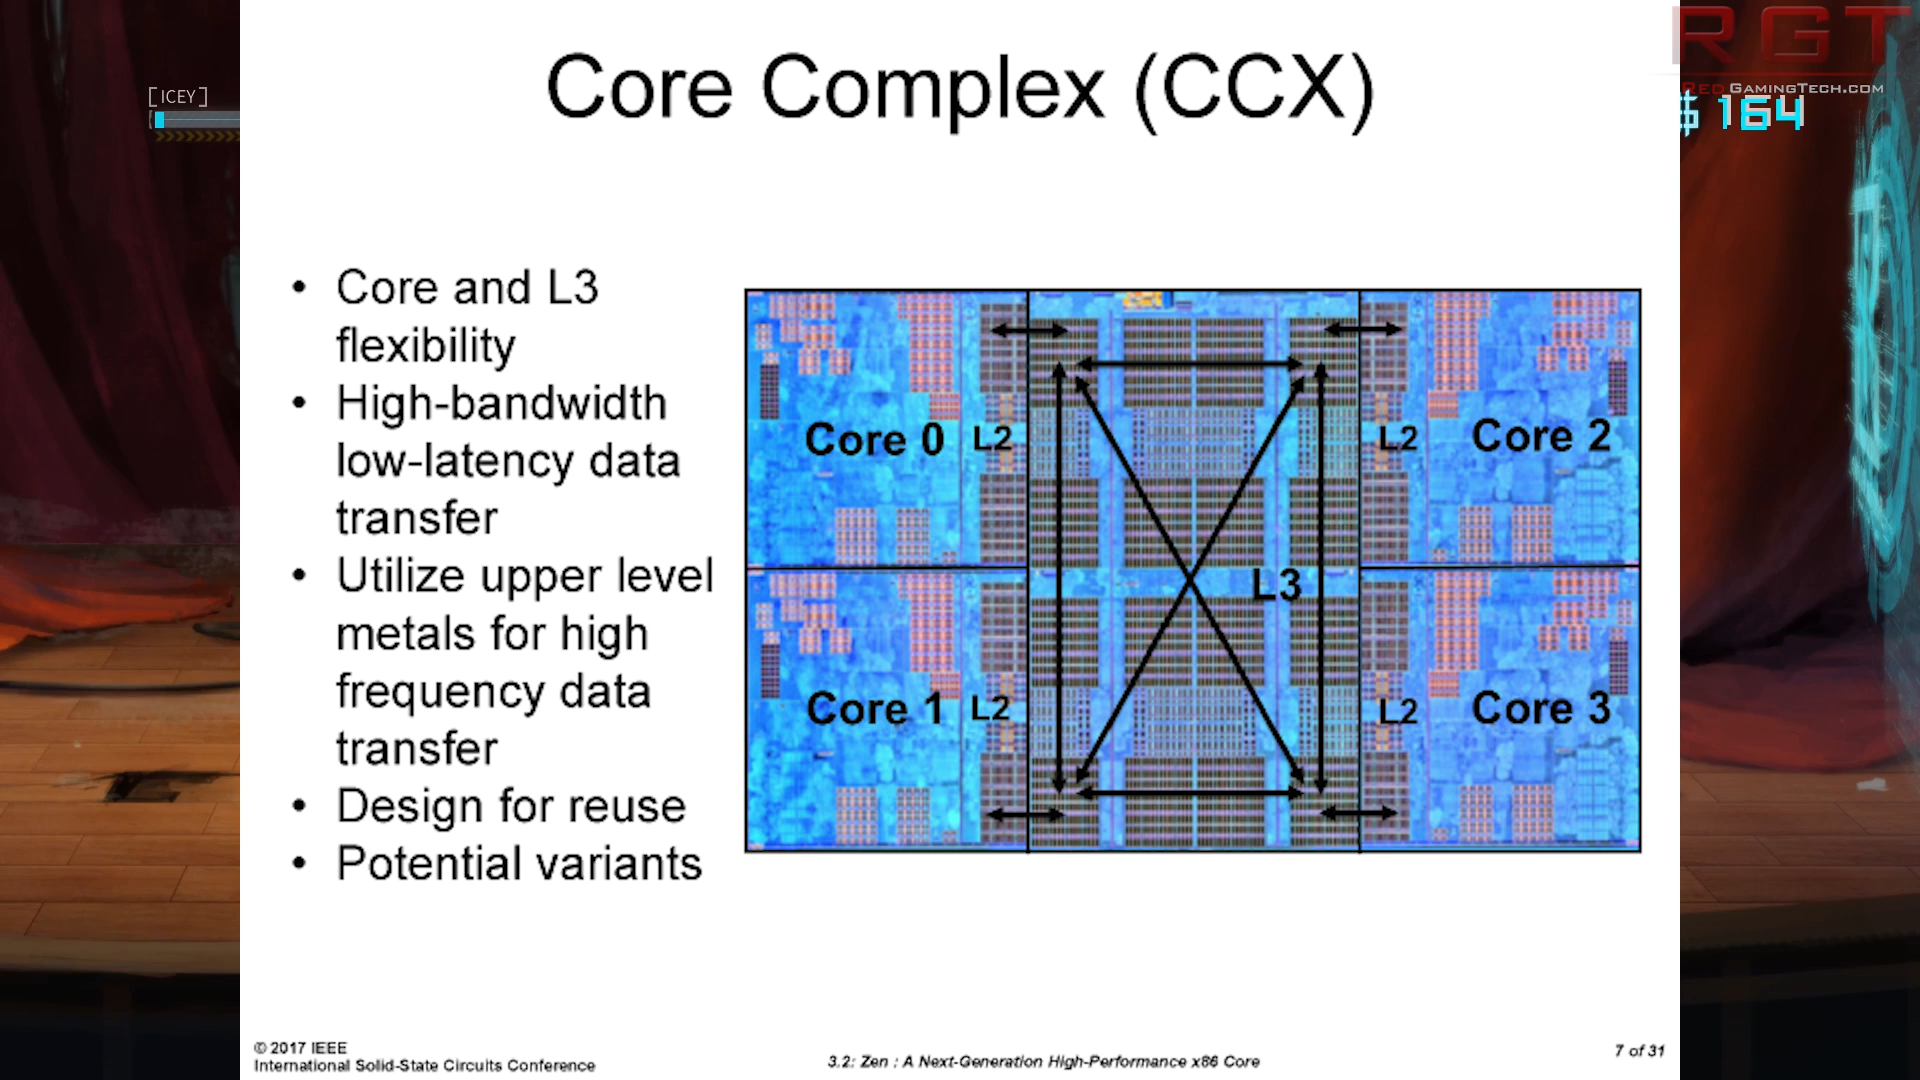 Core Complex (CCX)
RGT
RED GAMINGTECH.COM
[ICEY]
$ 164
• Core and L3
flexibility
• High-bandwidth
low-latency data
transfer
• Utilize upper level
metals for high
frequency data
transfer
• Design for reuse
• Potential variants
Core 0 L2 L2 Core 2
L3
Core 1 L2 L2 Core 3
© 2017 IEEE
International Solid-State Circuits Conference
3.2: Zen : A Next-Generation High-Performance x86 Core
7 of 31